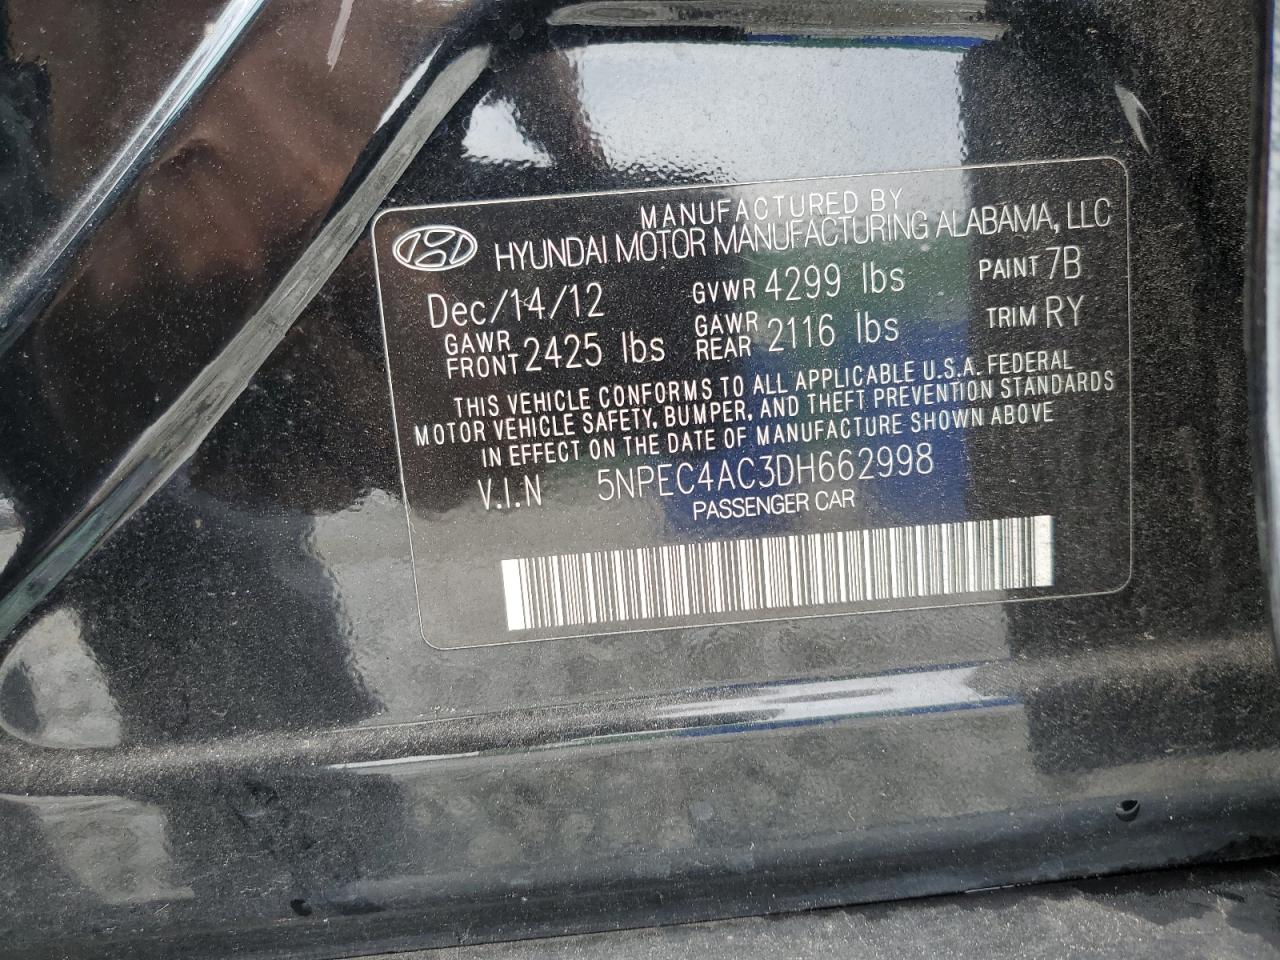 MANUFACTURED BY
HYUNDAI MOTOR MANUFACTURING ALABAMA, LLC
Dec/14/12 GVWR 4299 lbs PAINT 7B
GAWR FRONT 2425 lbs GAWR REAR 2116 lbs TRIM RY
THIS VEHICLE CONFORMS TO ALL APPLICABLE U.S.A. FEDERAL
MOTOR VEHICLE SAFETY, BUMPER, AND THEFT PREVENTION STANDARDS
IN EFFECT ON THE DATE OF MANUFACTURE SHOWN ABOVE
V.I.N 5NPEC4AC3DH662998
PASSENGER CAR